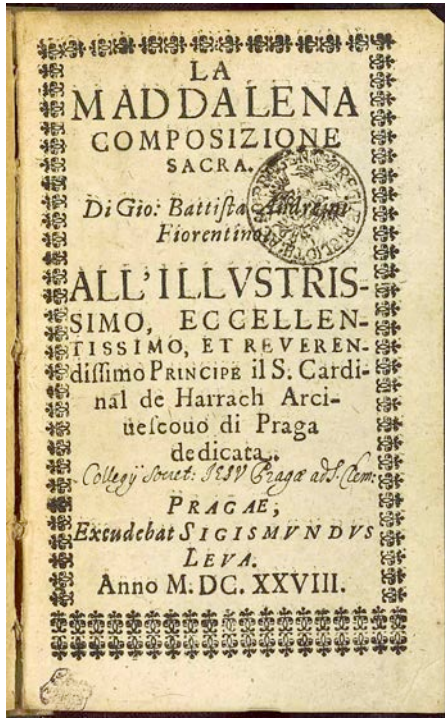 LA
MADDALENA
COMPOSIZIONE
SACRA.
Di Gio: Battista Andreini
Fiorentino
ALL'ILLVSTRIS-
SIMO, ECCELLEN-
TISSIMO, ET REVEREN-
dissimo PRINCIPE il S. Cardi-
nal de Harrach Arci-
uescouo di Praga
dedicata.
Collegij Societ: IESV Pragæ ad S. Clem:
PRAGAE,
Excudebat SIGISMVNDVS
LEVA.
Anno M. DC. XXVIII.